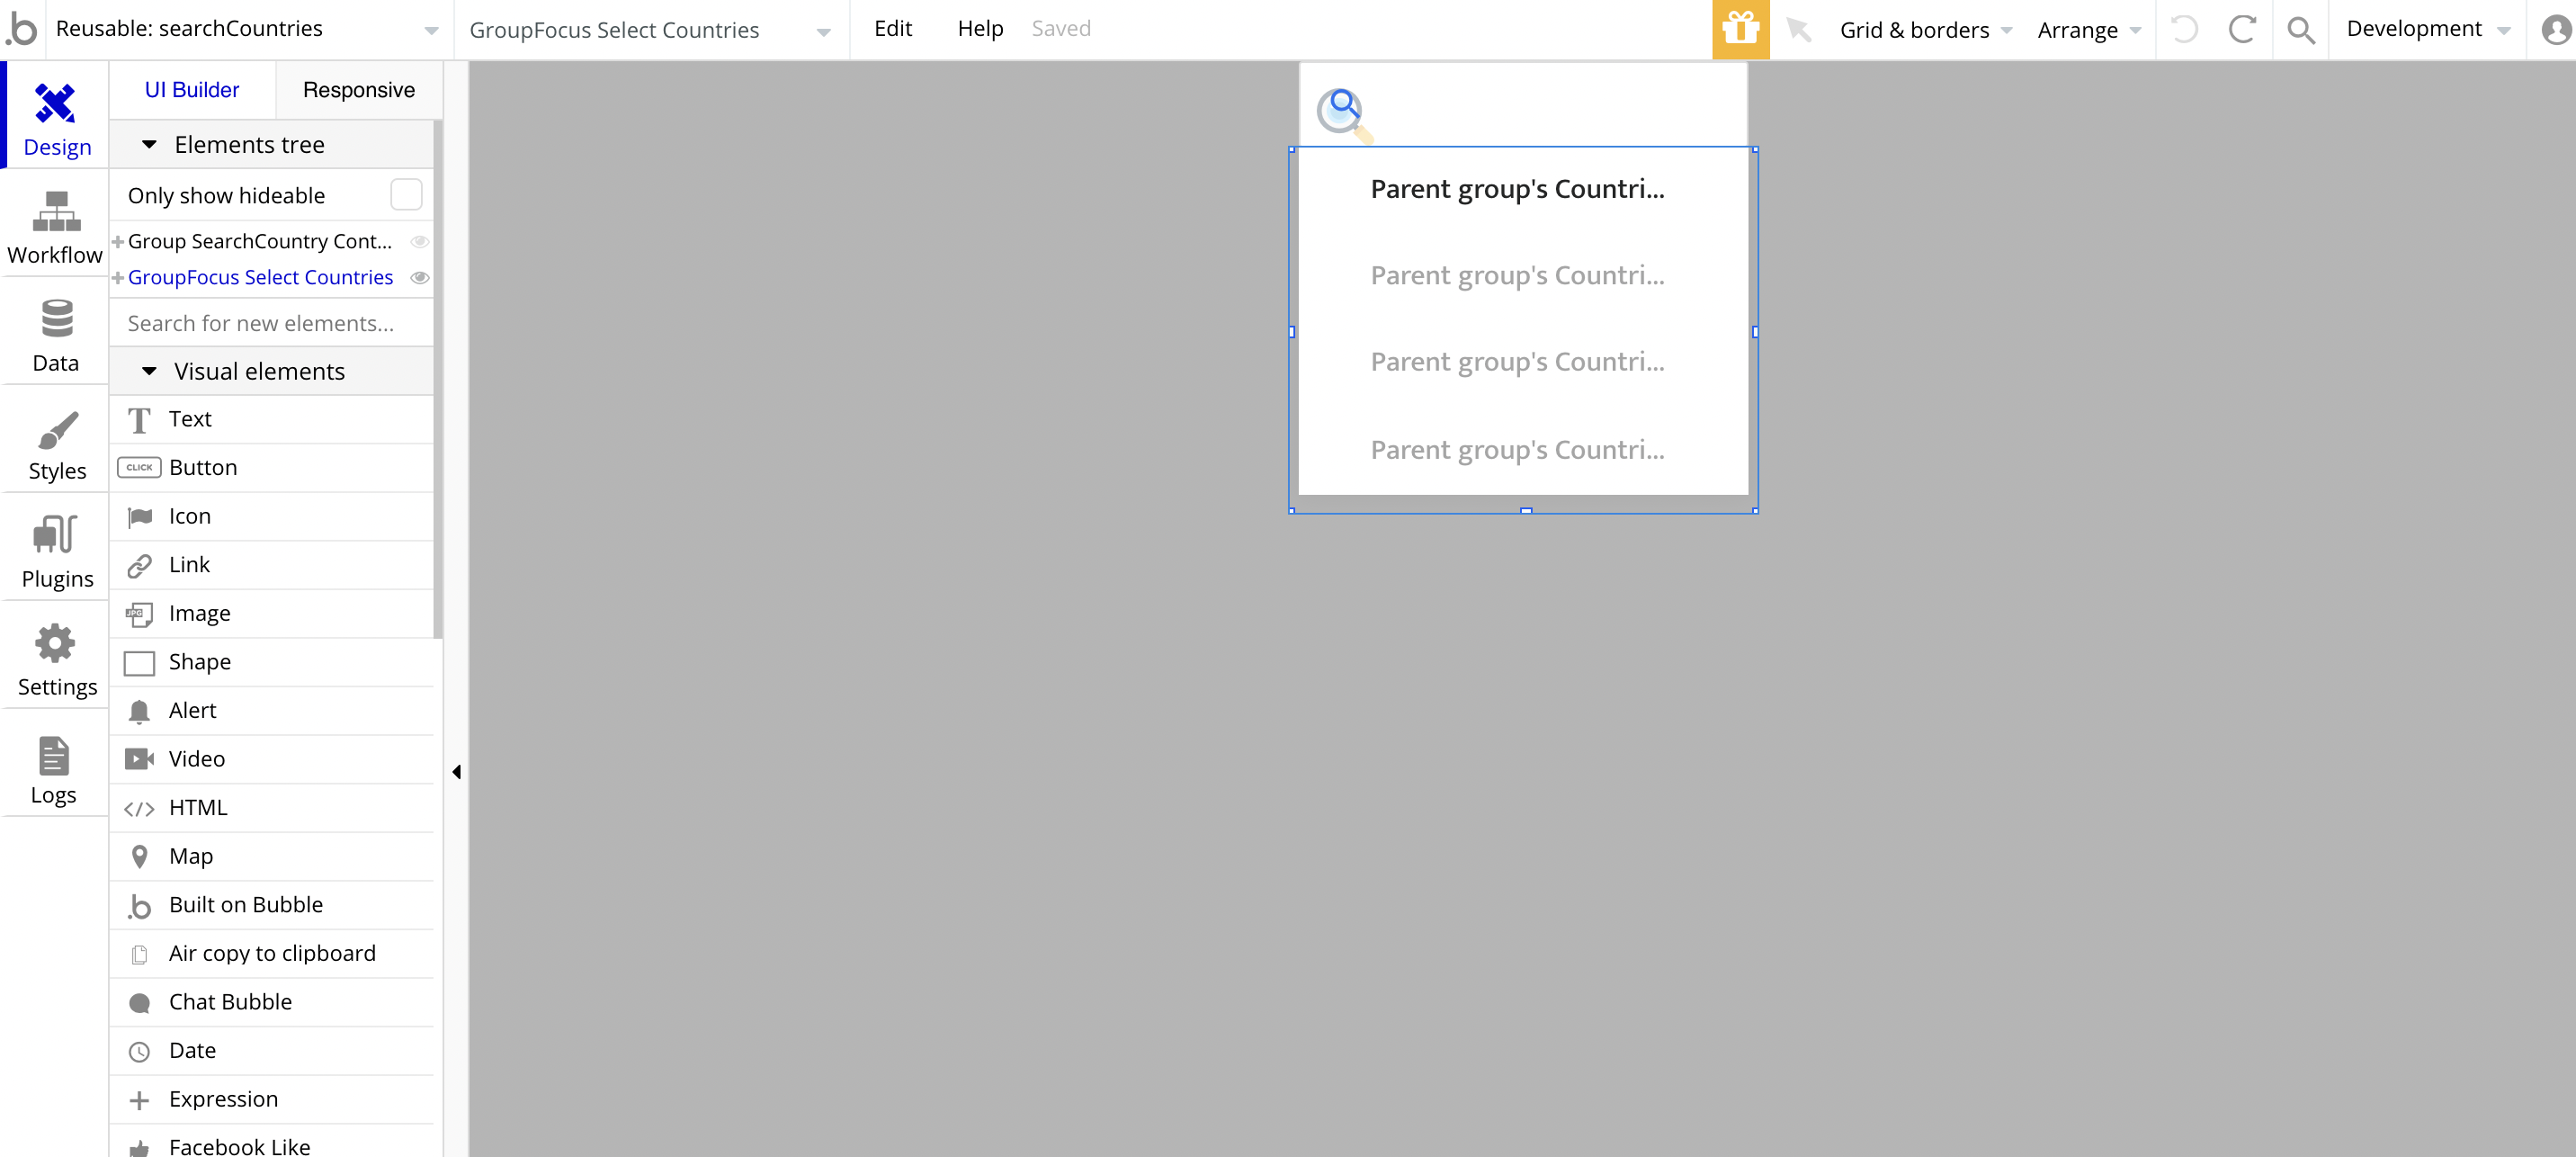 .b Reusable: searchCountries GroupFocus Select Countries Edit Help Saved Grid & borders Arrange Development
UI Builder Responsive
Design
Workflow
Data
Styles
Plugins
Settings
Logs
Elements tree
Only show hideable
Group SearchCountry Cont...
GroupFocus Select Countries
Search for new elements...
Visual elements
Text
CLICK Button
Icon
Link
JPG Image
Shape
Alert
Video
</> HTML
Map
.b Built on Bubble
Air copy to clipboard
Chat Bubble
Date
Expression
Facebook Like
Parent group's Countri...
Parent group's Countri...
Parent group's Countri...
Parent group's Countri...